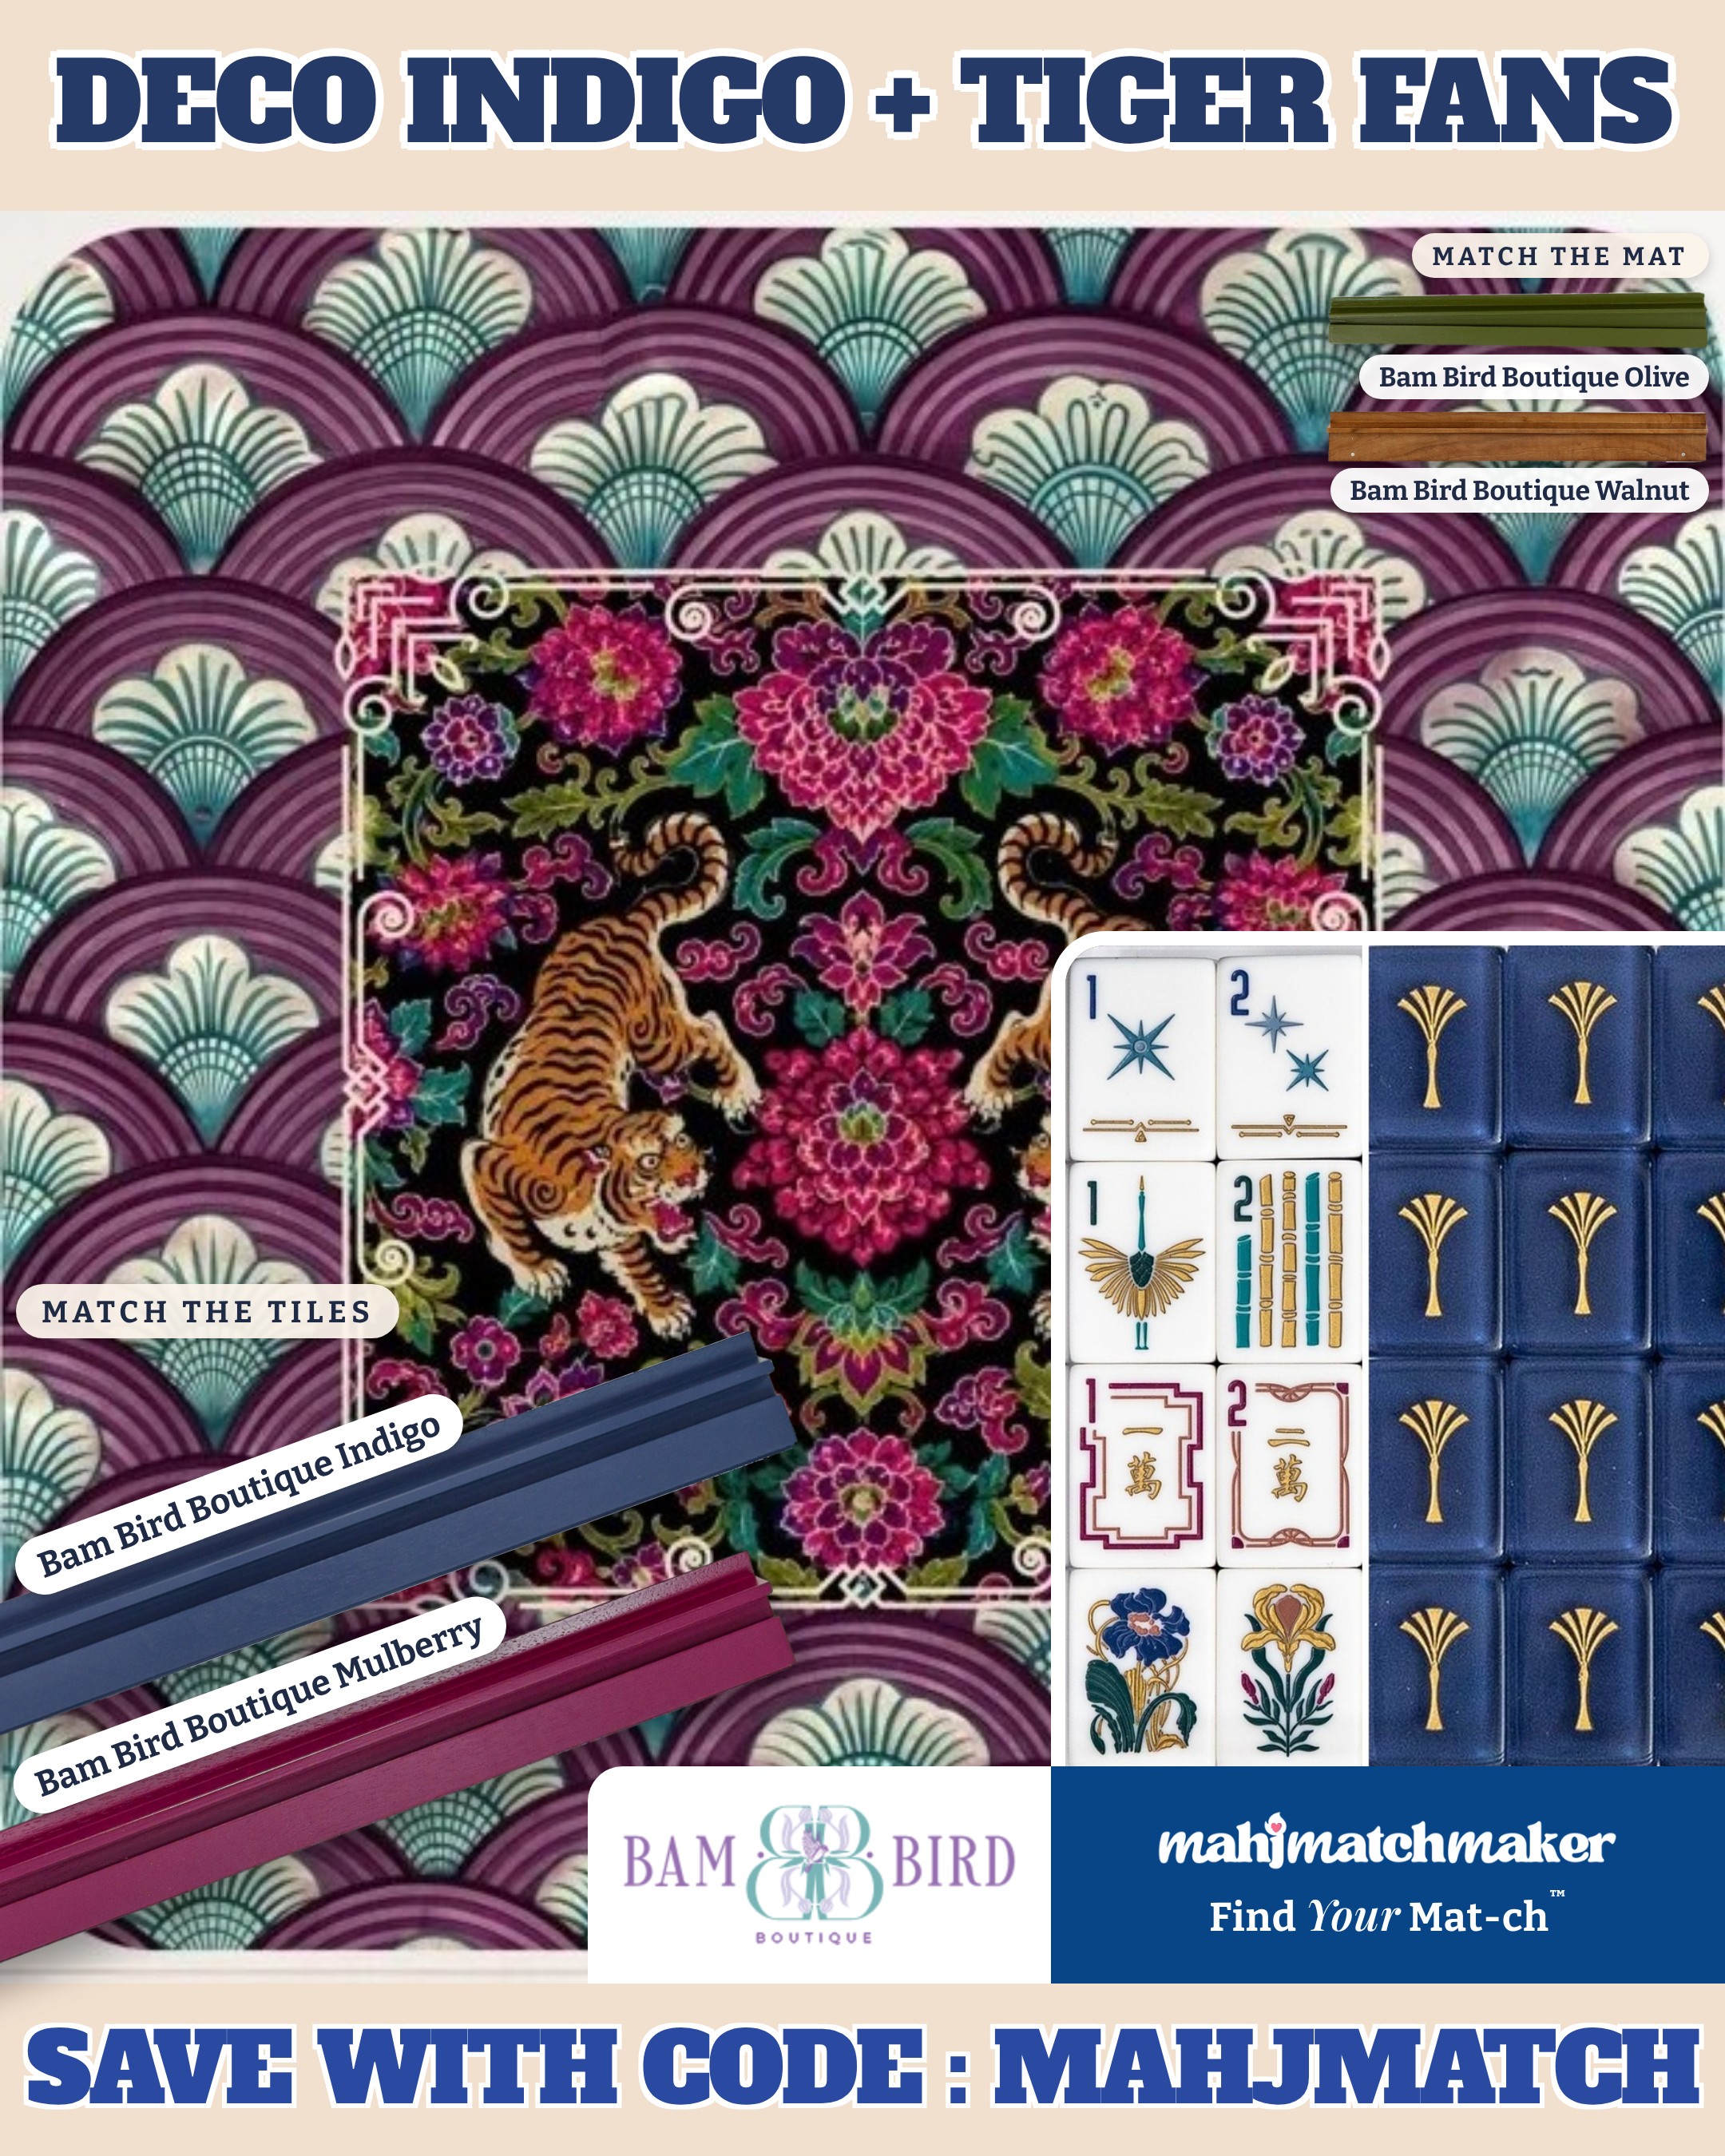 DECO INDIGO + TIGER FANS
MATCH THE MAT
Bam Bird Boutique Olive
Bam Bird Boutique Walnut
1
2
1
2
MATCH THE TILES
1
一
萬
2
二
萬
Bam Bird Boutique Indigo
Bam Bird Boutique Mulberry
BAM BIRD
BOUTIQUE
mahjmatchmaker
Find Your Mat-ch™
SAVE WITH CODE : MAHJMATCH